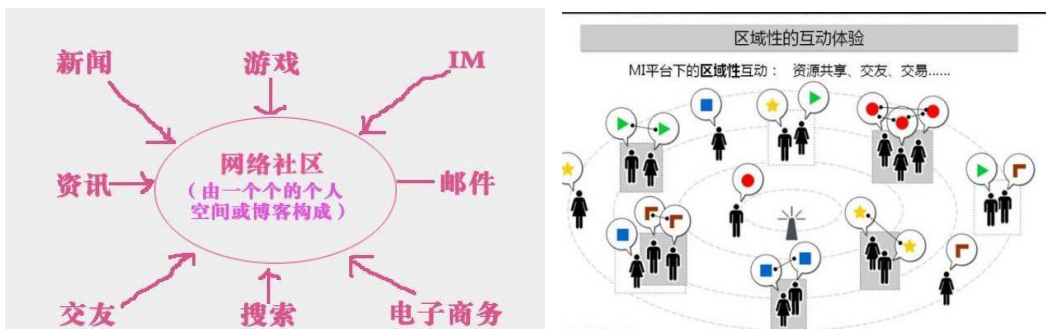 新闻
游戏
IM
资讯
网络社区
（由一个个的个人
空间或博客构成）
邮件
交友
搜索
电子商务
区域性的互动体验
MI平台下的区域性互动： 资源共享、交友、交易......